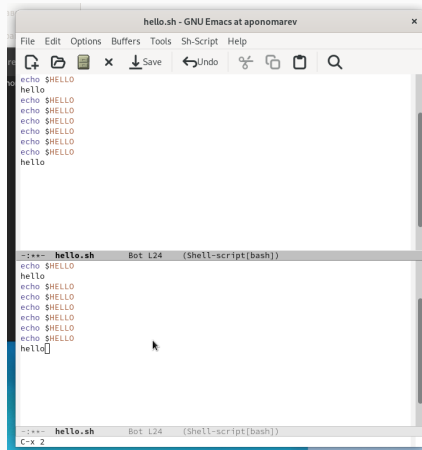 hello.sh - GNU Emacs at aponomarev ×
File Edit Options Buffers Tools Sh-Script Help
Save Undo
echo $HELLO
hello
echo $HELLO
echo $HELLO
echo $HELLO
echo $HELLO
echo $HELLO
echo $HELLO
hello
-:**- hello.sh Bot L24 (Shell-script[bash])
echo $HELLO
hello
echo $HELLO
echo $HELLO
echo $HELLO
echo $HELLO
echo $HELLO
echo $HELLO
hello
-:**- hello.sh Bot L24 (Shell-script[bash])
C-x 2